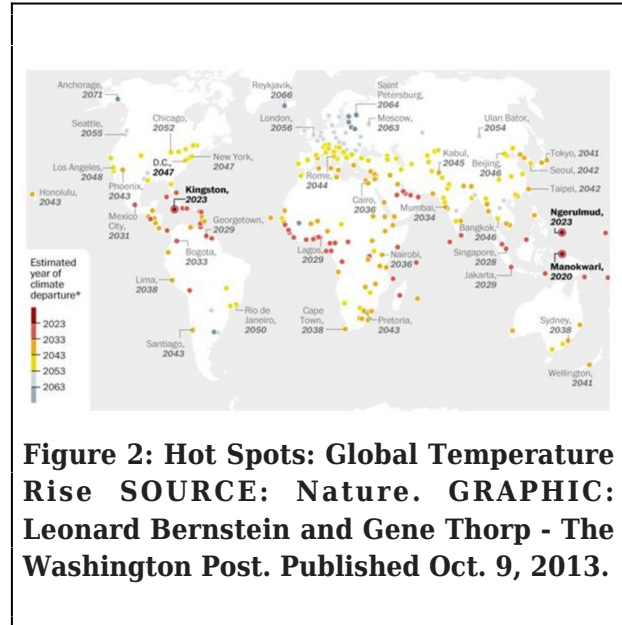 Anchorage,
2071
Reykjavik,
2066
Saint
Petersburg,
2064
Seattle,
2055
Chicago,
2052
London,
2056
Moscow,
2063
Ulan Bator,
2054
Los Angeles,
2048
D.C.,
2047
New York,
2047
Rome,
2044
Kabul,
2045
Beijing,
2046
Tokyo, 2041
Seoul, 2042
Honolulu,
2043
Phoenix,
2043
Kingston,
2023
Cairo,
2036
Mumbai,
2034
Taipei, 2042
Mexico
City,
2031
Georgetown,
2029
Bangkok,
2046
Ngerulmud,
2023
Bogota,
2033
Lagos,
2029
Nairobi,
2036
Singapore,
2028
Manokwari,
2020
Jakarta,
2029
Lima,
2038
Rio de
Janeiro,
2050
Cape
Town,
2038
Pretoria,
2043
Sydney,
2038
Santiago,
2043
Wellington,
2041
Estimated
year of
climate
departure*
2023
2033
2043
2053
2063
Figure 2: Hot Spots: Global Temperature
Rise SOURCE: Nature. GRAPHIC:
Leonard Bernstein and Gene Thorp - The
Washington Post. Published Oct. 9, 2013.